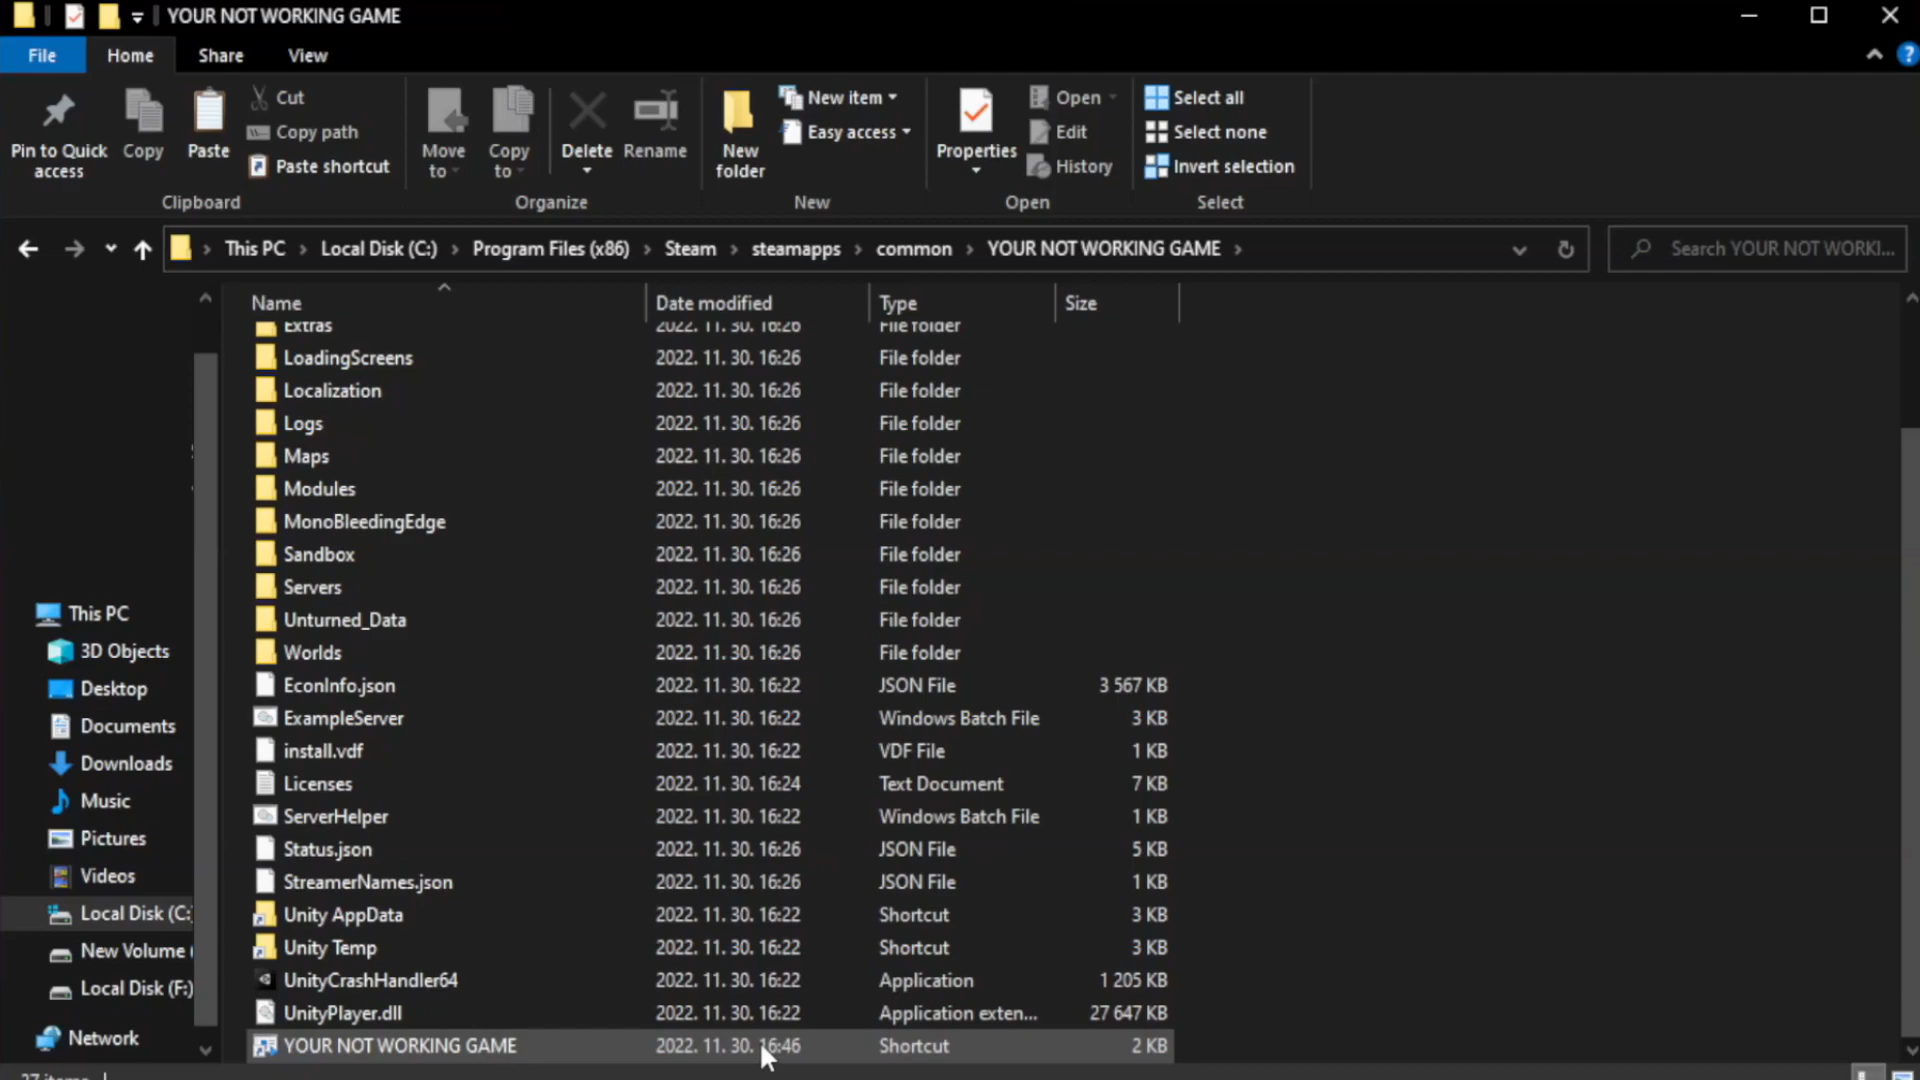 YOUR NOT WORKING GAME
File Home Share View
Pin to Quick access
Copy
Paste
Cut
Copy path
Paste shortcut
Clipboard
Move to
Copy to
Delete
Rename
Organize
New folder
New item
Easy access
New
Properties
Open
Edit
History
Open
Select all
Select none
Invert selection
Select
This PC Local Disk (C:) Program Files (x86) Steam steamapps common YOUR NOT WORKING GAME
Search YOUR NOT WORKI...
Name Date modified Type Size
Extras 2022. 11. 30. 16:26 File folder
LoadingScreens 2022. 11. 30. 16:26 File folder
Localization 2022. 11. 30. 16:26 File folder
Logs 2022. 11. 30. 16:26 File folder
Maps 2022. 11. 30. 16:26 File folder
Modules 2022. 11. 30. 16:26 File folder
MonoBleedingEdge 2022. 11. 30. 16:26 File folder
Sandbox 2022. 11. 30. 16:26 File folder
Servers 2022. 11. 30. 16:26 File folder
Unturned_Data 2022. 11. 30. 16:26 File folder
Worlds 2022. 11. 30. 16:26 File folder
EconInfo.json 2022. 11. 30. 16:22 JSON File 3 567 KB
ExampleServer 2022. 11. 30. 16:22 Windows Batch File 3 KB
install.vdf 2022. 11. 30. 16:22 VDF File 1 KB
Licenses 2022. 11. 30. 16:24 Text Document 7 KB
ServerHelper 2022. 11. 30. 16:22 Windows Batch File 1 KB
Status.json 2022. 11. 30. 16:26 JSON File 5 KB
StreamerNames.json 2022. 11. 30. 16:26 JSON File 1 KB
Unity AppData 2022. 11. 30. 16:22 Shortcut 3 KB
Unity Temp 2022. 11. 30. 16:22 Shortcut 3 KB
UnityCrashHandler64 2022. 11. 30. 16:22 Application 1 205 KB
UnityPlayer.dll 2022. 11. 30. 16:22 Application exten... 27 647 KB
YOUR NOT WORKING GAME 2022. 11. 30. 16:46 Shortcut 2 KB
This PC
3D Objects
Desktop
Documents
Downloads
Music
Pictures
Videos
Local Disk (C:)
New Volume (
Local Disk (F:)
Network